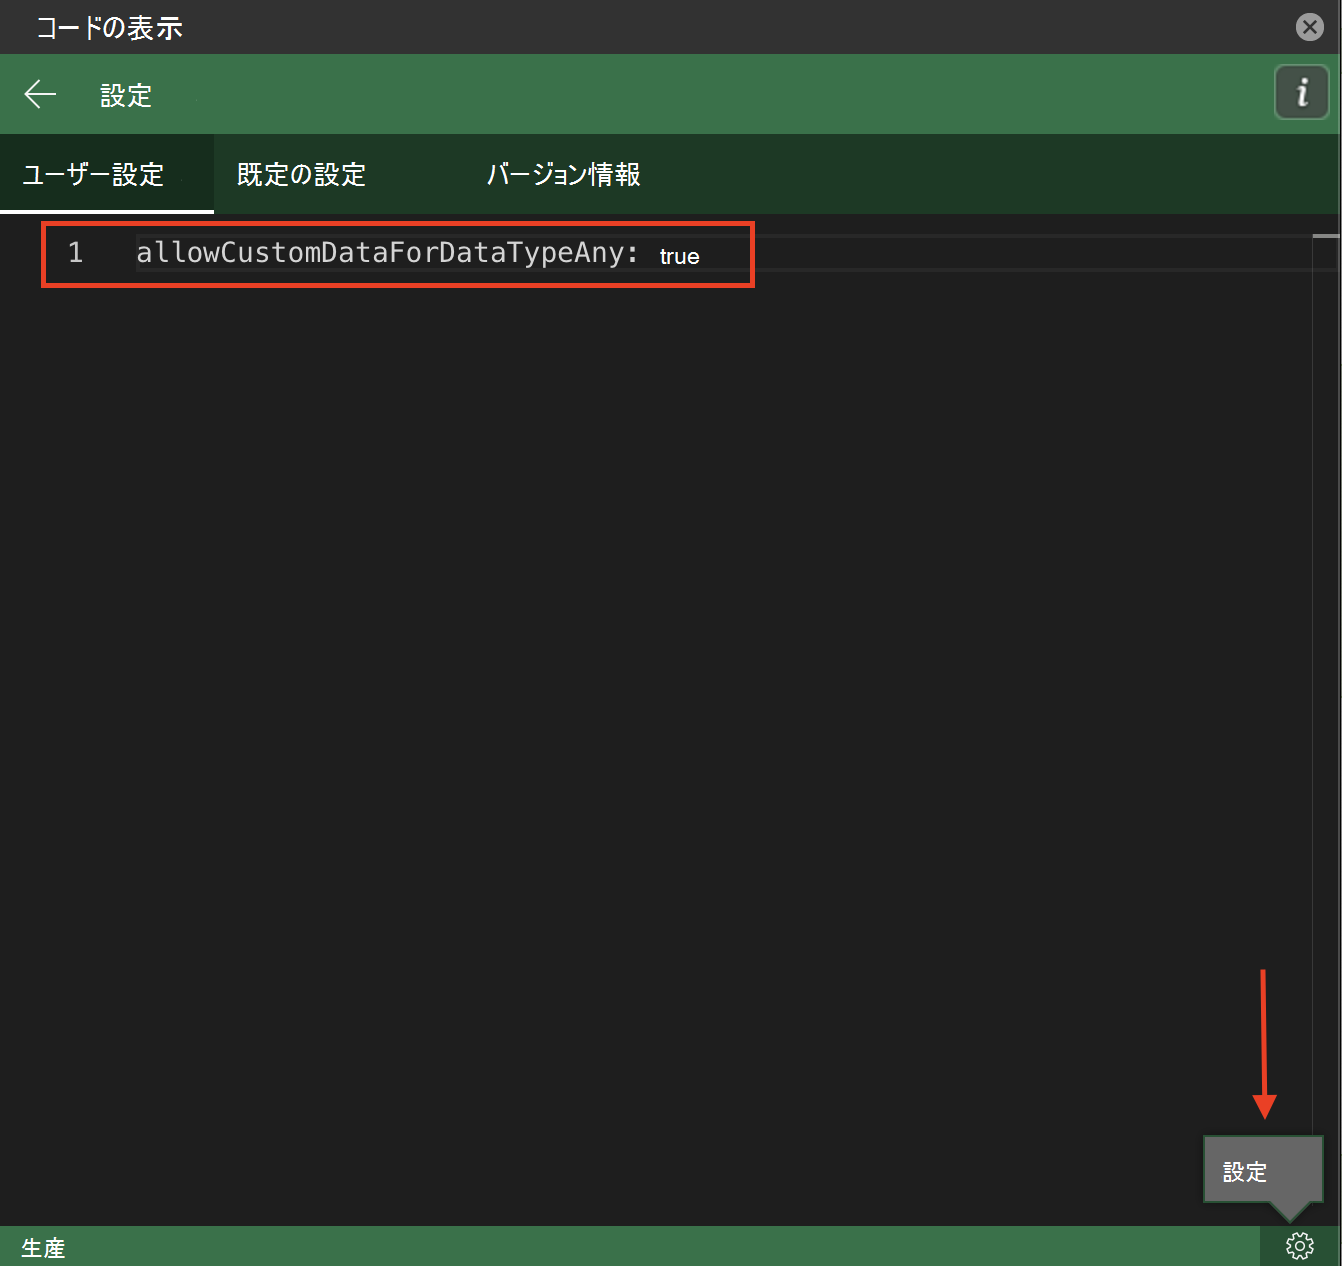 コードの表示
設定
i
ユーザー設定 既定の設定 バージョン情報
1 allowCustomDataForDataTypeAny: true
設定
生産